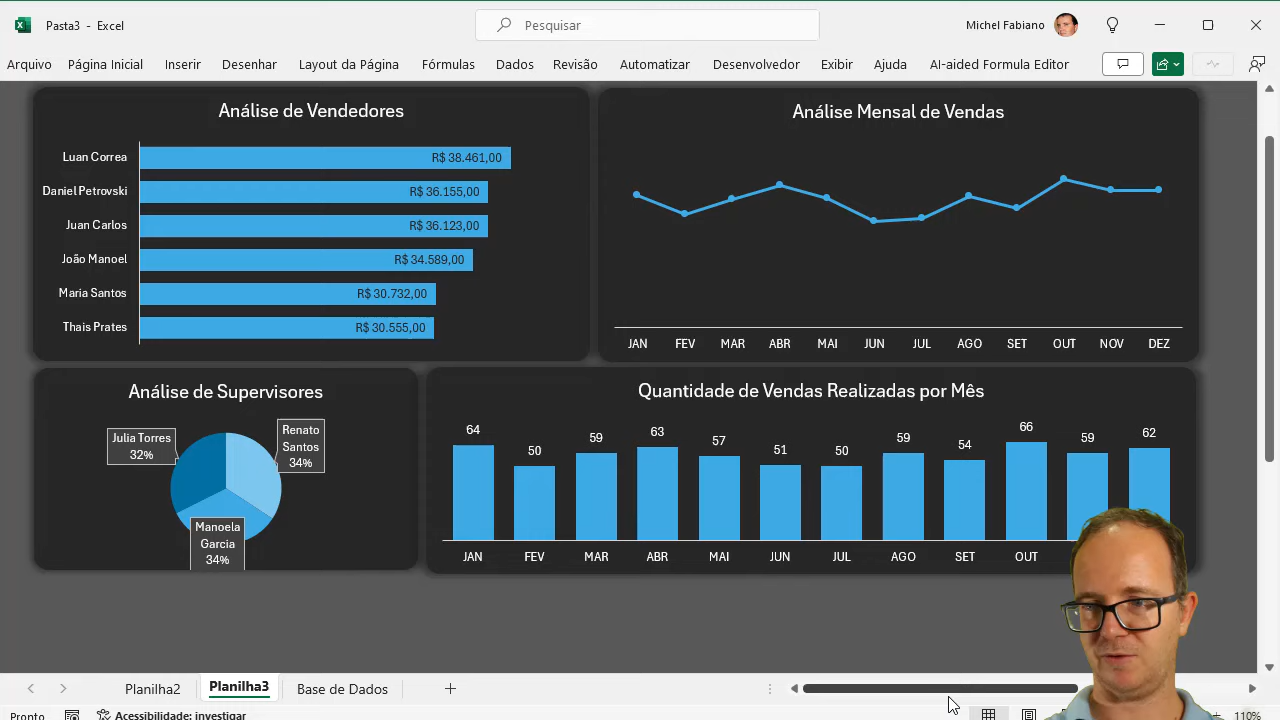 Pasta3 - Excel
Pesquisar
Michel Fabiano
Arquivo Página Inicial Inserir Desenhar Layout da Página Fórmulas Dados Revisão Automatizar Desenvolvedor Exibir Ajuda AI-aided Formula Editor
Análise de Vendedores
Luan Correa R$ 38.461,00
Daniel Petrovski R$ 36.155,00
Juan Carlos R$ 36.123,00
João Manoel R$ 34.589,00
Maria Santos R$ 30.732,00
Thais Prates R$ 30.555,00
Análise Mensal de Vendas
JAN FEV MAR ABR MAI JUN JUL AGO SET OUT NOV DEZ
Análise de Supervisores
Julia Torres
32%
Renato
Santos
34%
Manoela
Garcia
34%
Quantidade de Vendas Realizadas por Mês
64 50 59 63 57 51 50 59 54 66 59 62
JAN FEV MAR ABR MAI JUN JUL AGO SET OUT
Planilha2 Planilha3 Base de Dados
Pronto Acessibilidade: investigar 110%